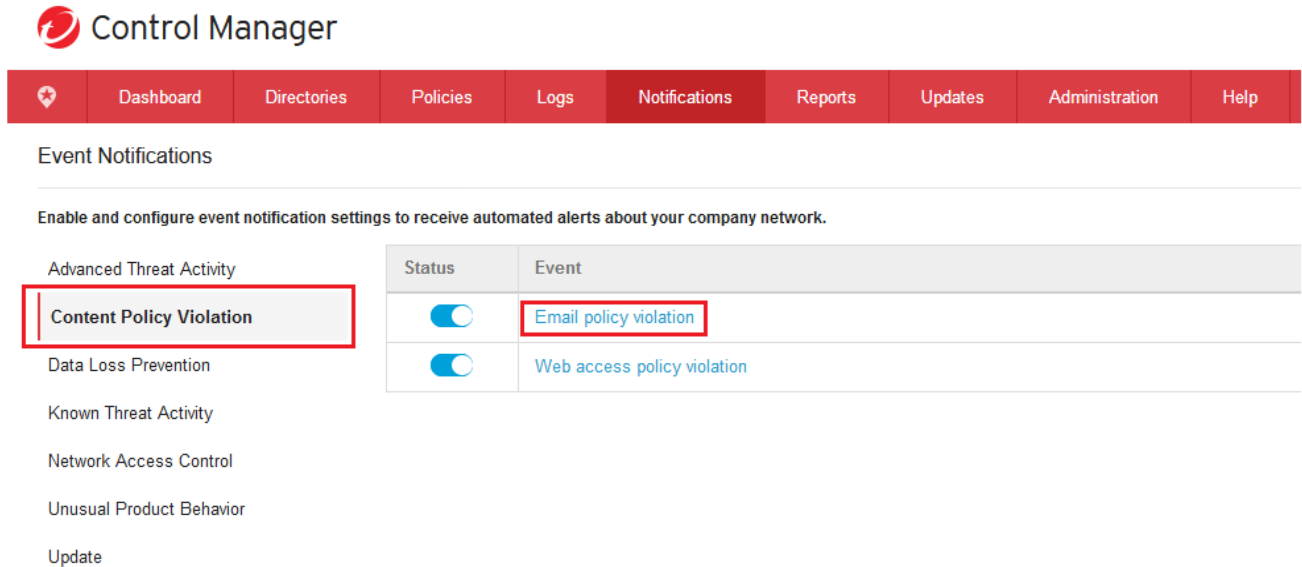 Control Manager
Dashboard Directories Policies Logs Notifications Reports Updates Administration Help
Event Notifications
Enable and configure event notification settings to receive automated alerts about your company network.
Advanced Threat Activity
Content Policy Violation
Data Loss Prevention
Known Threat Activity
Network Access Control
Unusual Product Behavior
Update
Status Event
Email policy violation
Web access policy violation